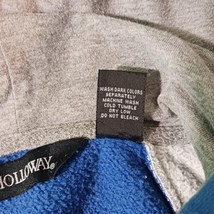 WASH DARK COLORS
SEPARATELY
MACHINE WASH
COLD TUMBLE
DRY LOW
DO NOT BLEACH
HOLLOWAY®